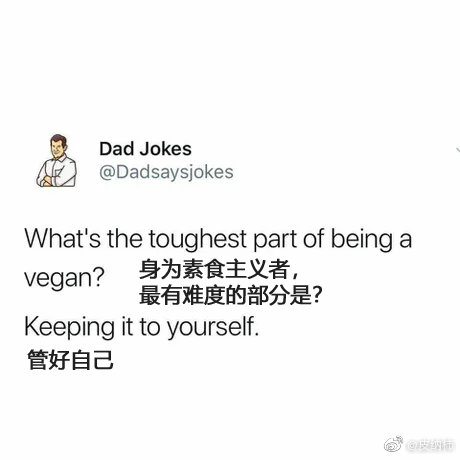 Dad Jokes
@Dadsaysjokes
What's the toughest part of being a
vegan?
身为素食主义者，
最有难度的部分是？
Keeping it to yourself.
管好自己